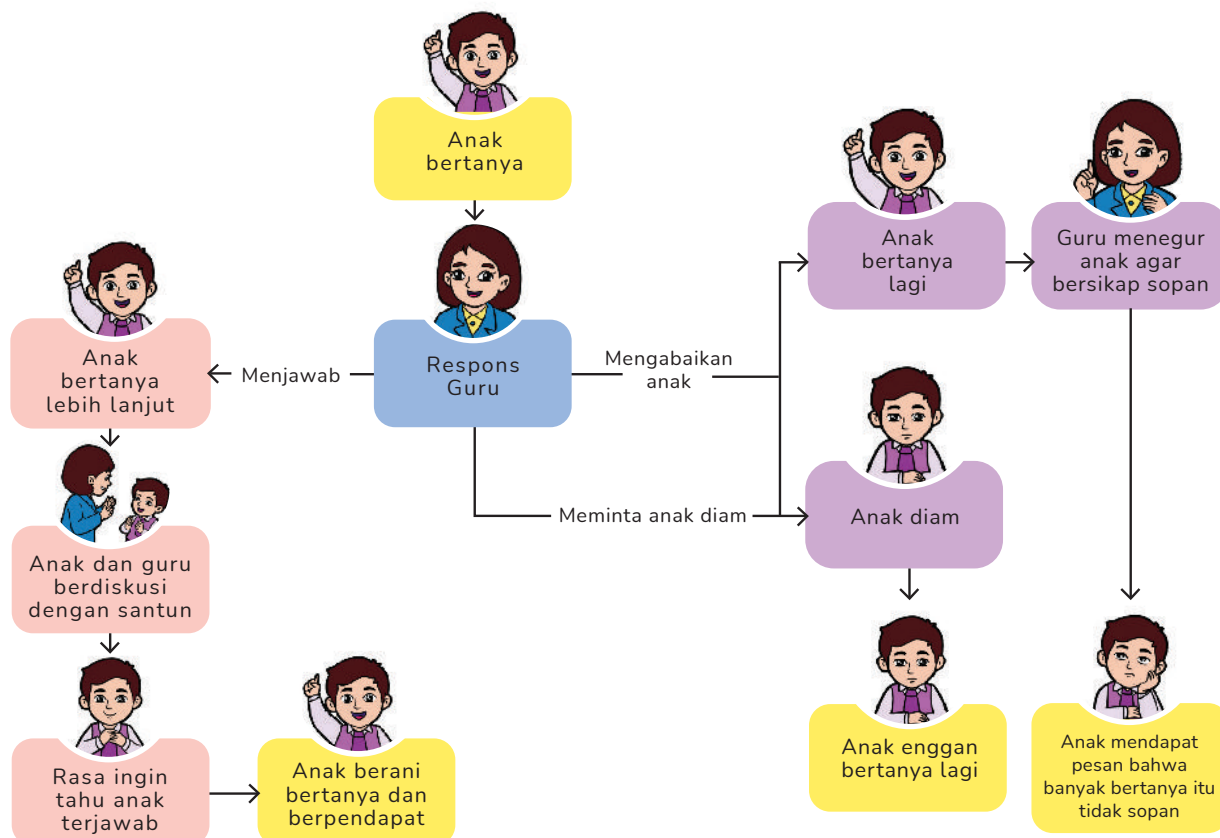 Anak
bertanya
Respons
Guru
Menjawab
Anak
bertanya
lebih lanjut
Anak dan guru
berdiskusi
dengan santun
Rasa ingin
tahu anak
terjawab
Anak berani
bertanya dan
berpendapat
Mengabaikan
anak
Anak
bertanya
lagi
Guru menegur
anak agar
bersikap sopan
Meminta anak diam
Anak diam
Anak enggan
bertanya lagi
Anak mendapat
pesan bahwa
banyak bertanya itu
tidak sopan